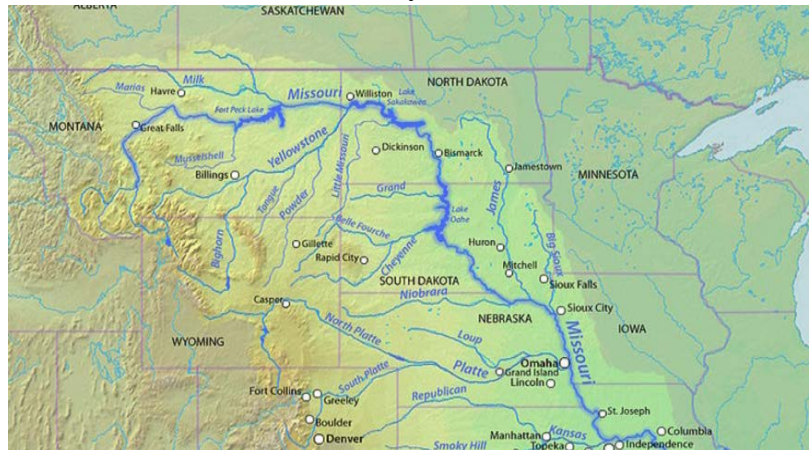 ALBERTA
SASKATCHEWAN
Marias
Milk
Havre
Missouri
Williston
Lake
Sakakawea
NORTH DAKOTA
Fort Peck Lake
MONTANA
Great Falls
Musselshell
Yellowstone
Little Missouri
Dickinson
Bismarck
Jamestown
MINNESOTA
Billings
Tongue
Powder
Grand
James
Lake
Oahe
Bighorn
Belle Fourche
Gillette
Rapid City
Cheyenne
Huron
Big Sioux
Mitchell
SOUTH DAKOTA
Sioux Falls
Niobrara
Casper
Sioux City
NEBRASKA
WYOMING
North Platte
Loup
Missouri
IOWA
Omaha
Platte
Grand Island
Lincoln
South Platte
Fort Collins
Greeley
Republican
St. Joseph
Boulder
Denver
Manhattan
Kansas
Columbia
Smoky Hill
Topeka
Independence